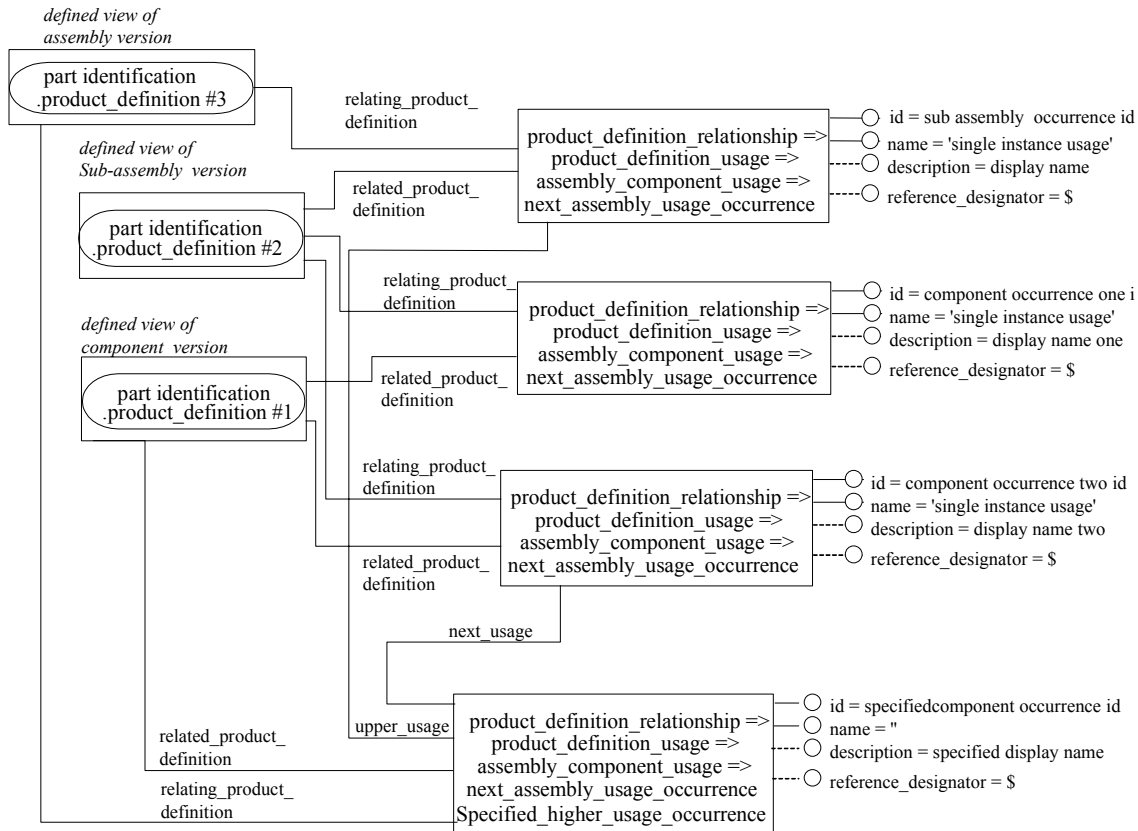 defined view of
assembly version
part identification
.product_definition #3
relating_product_
definition
product_definition_relationship =>
product_definition_usage =>
assembly_component_usage =>
next_assembly_usage_occurrence
id = sub assembly occurrence id
name = 'single instance usage'
description = display name
reference_designator = $
defined view of
Sub-assembly version
related_product_
definition
part identification
.product_definition #2
relating_product_
definition
product_definition_relationship =>
product_definition_usage =>
assembly_component_usage =>
next_assembly_usage_occurrence
id = component occurrence one i
name = 'single instance usage'
description = display name one
reference_designator = $
defined view of
component version
part identification
.product_definition #1
related_product_
definition
relating_product_
definition
product_definition_relationship =>
product_definition_usage =>
assembly_component_usage =>
next_assembly_usage_occurrence
id = component occurrence two id
name = 'single instance usage'
description = display name two
reference_designator = $
related_product_
definition
next_usage
upper_usage
product_definition_relationship =>
product_definition_usage =>
assembly_component_usage =>
next_assembly_usage_occurrence
Specified_higher_usage_occurrence
id = specifiedcomponent occurrence id
name = ''
description = specified display name
reference_designator = $
related_product_
definition
relating_product_
definition